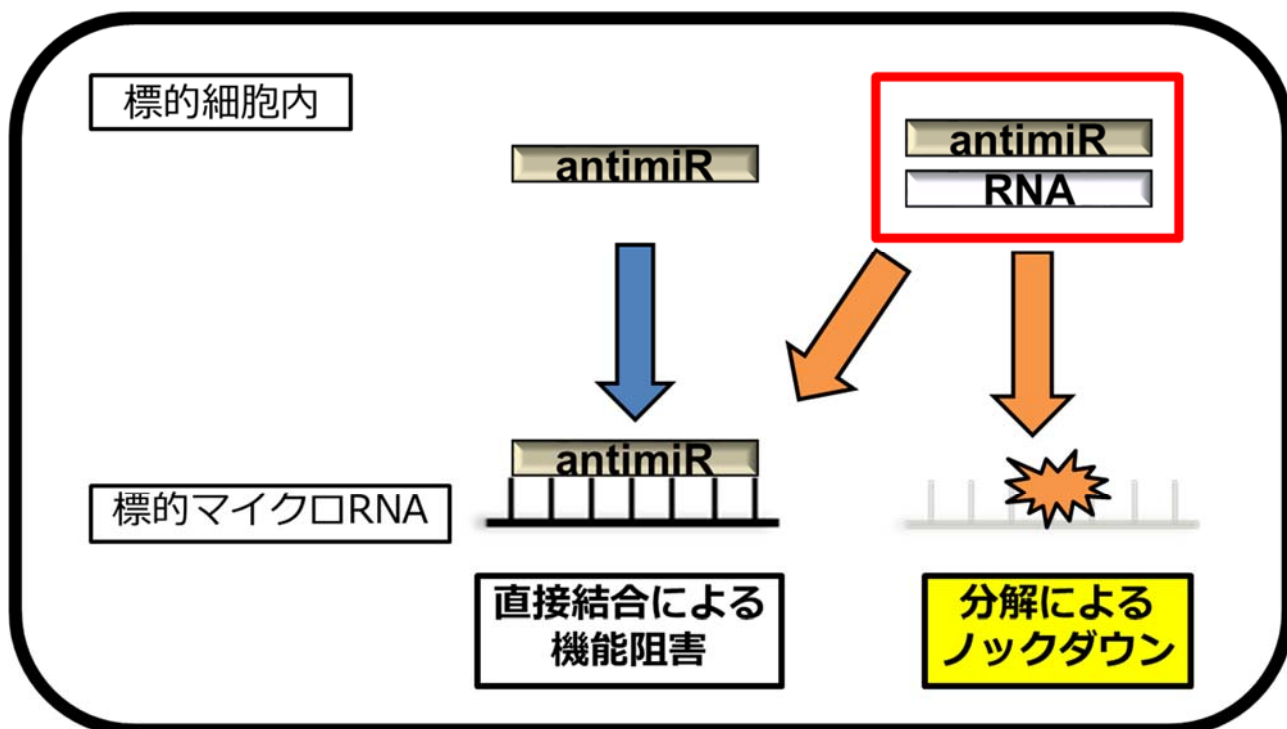 標的細胞内
antimiR
antimiR
RNA
antimiR
標的マイクロRNA
直接結合による
機能阻害
分解による
ノックダウン